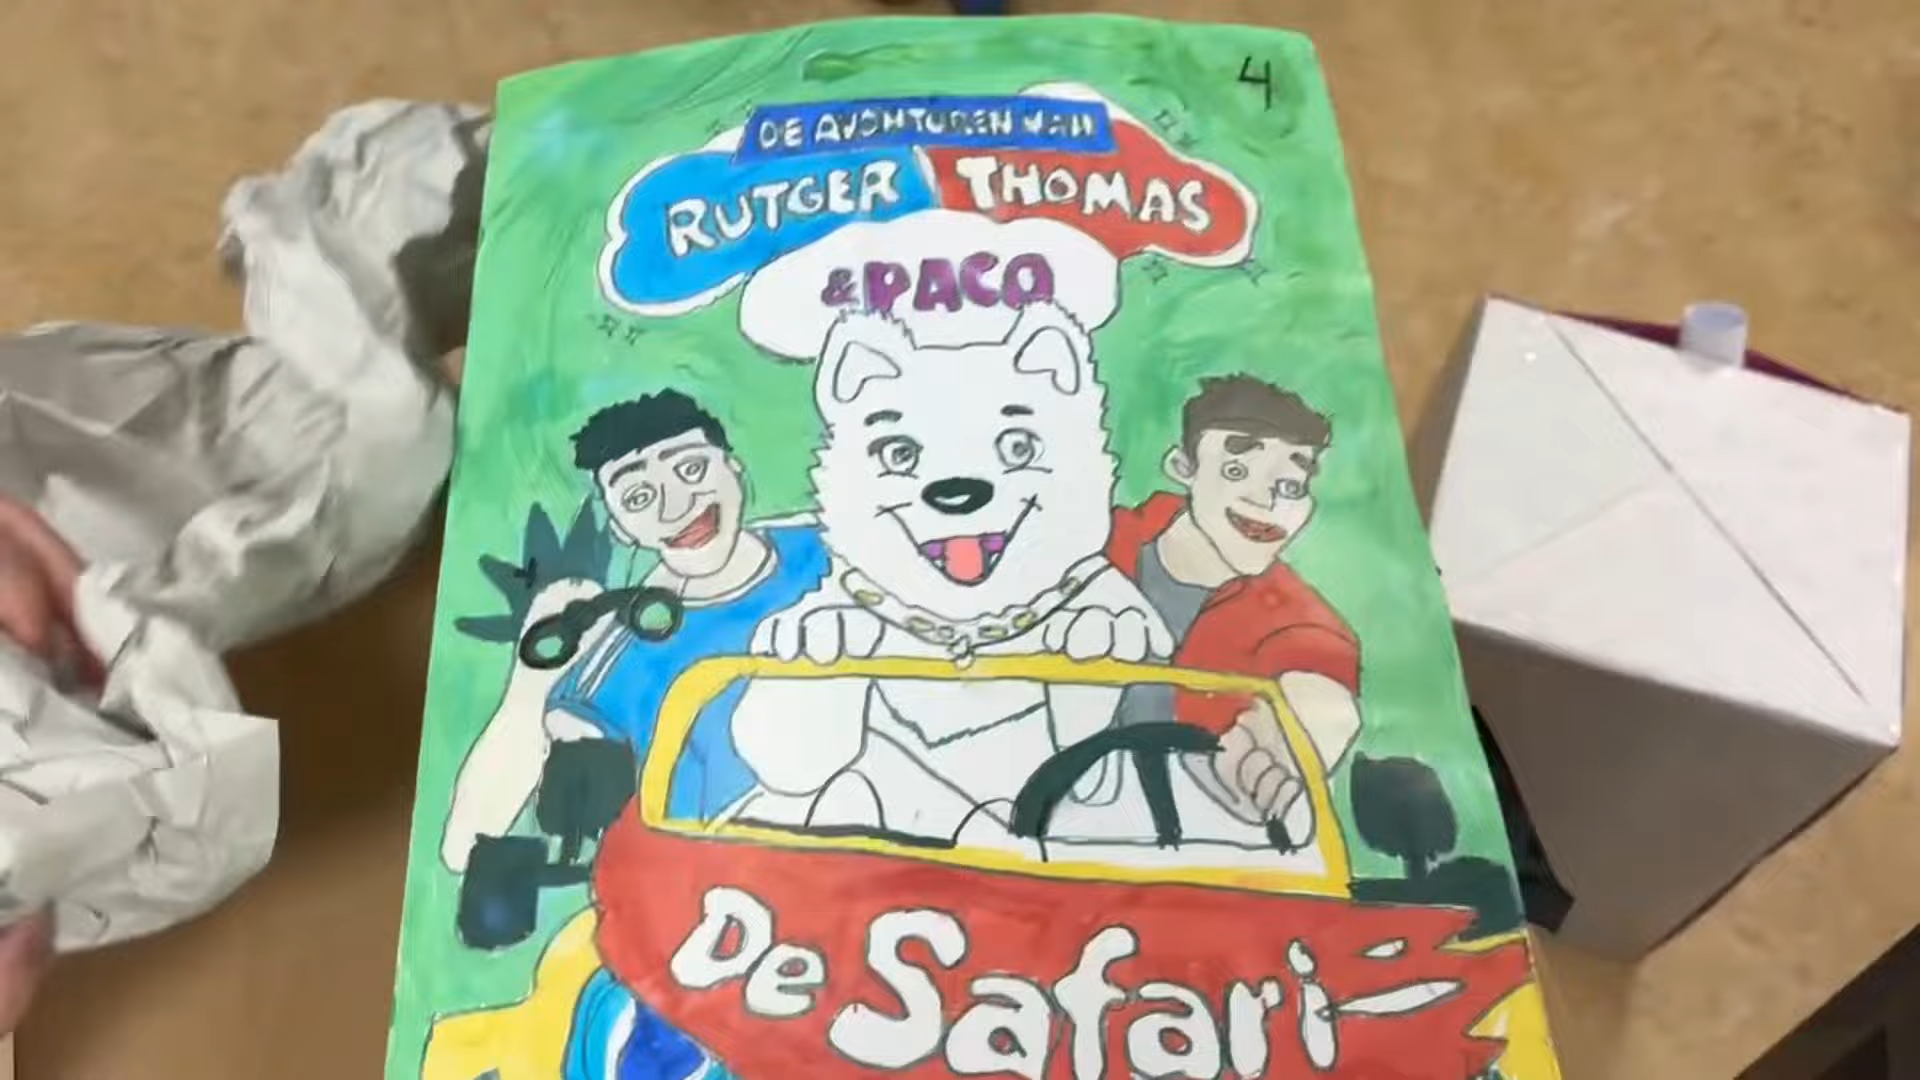 4
DE AVONTUREN VAN
RUTGER THOMAS
& PACO
De Safari